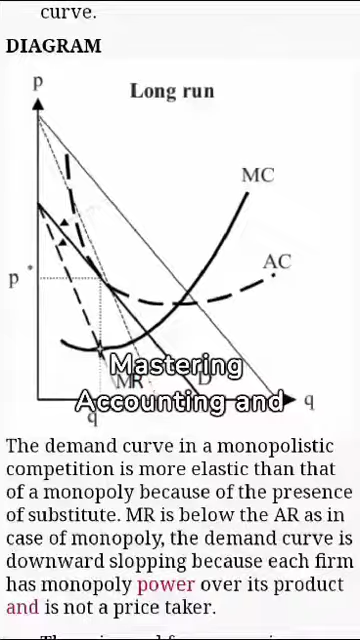 curve.
DIAGRAM
p
Long run
MC
AC
p*
Mastering
MR
D
Accounting and
q
q
The demand curve in a monopolistic
competition is more elastic than that
of a monopoly because of the presence
of substitute. MR is below the AR as in
case of monopoly, the demand curve is
downward slopping because each firm
has monopoly power over its product
and is not a price taker.